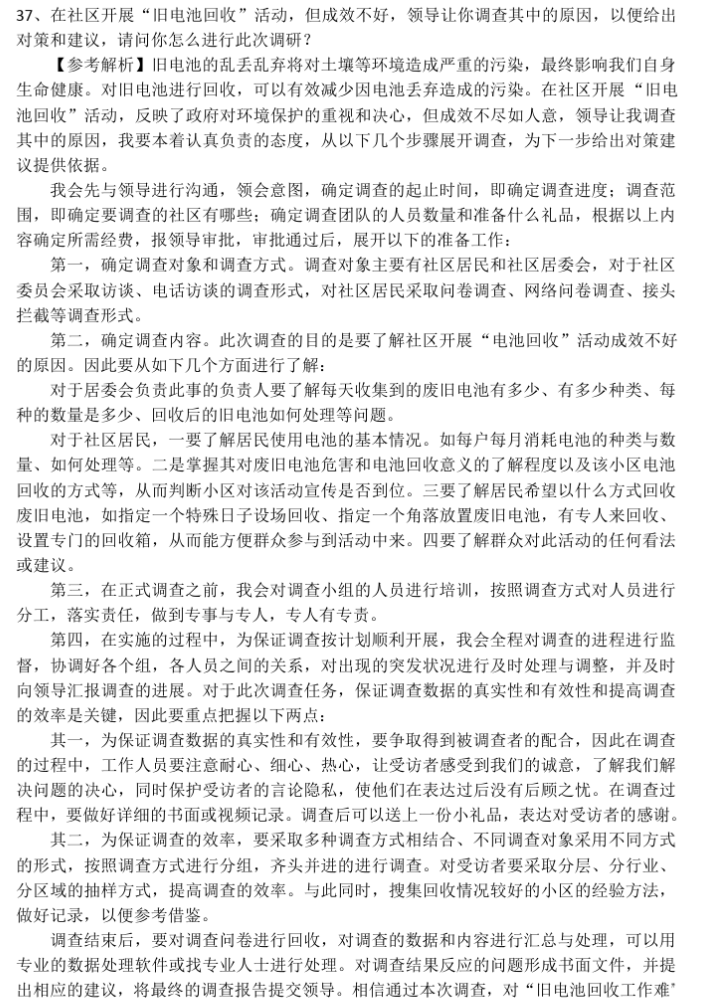 37、在社区开展“旧电池回收”活动，但成效不好，领导让你调查其中的原因，以便给出
对策和建议，请问你怎么进行此次调研？
【参考解析】旧电池的乱丢乱弃将对土壤等环境造成严重的污染，最终影响我们自身
生命健康。对旧电池进行回收，可以有效减少因电池丢弃造成的污染。在社区开展“旧电
池回收”活动，反映了政府对环境保护的重视和决心，但成效不尽如人意，领导让我调查
其中的原因，我要本着认真负责的态度，从以下几个步骤展开调查，为下一步给出对策建
议提供依据。
我会先与领导进行沟通，领会意图，确定调查的起止时间，即确定调查进度；调查范
围，即确定要调查的社区有哪些；确定调查团队的人员数量和准备什么礼品，根据以上内
容确定所需经费，报领导审批，审批通过后，展开以下的准备工作：
第一，确定调查对象和调查方式。调查对象主要有社区居民和社区居委会，对于社区
委员会采取访谈、电话访谈的调查形式，对社区居民采取问卷调查、网络问卷调查、接头
拦截等调查形式。
第二，确定调查内容。此次调查的目的是要了解社区开展“电池回收”活动成效不好
的原因。因此要从如下几个方面进行了解：
对于居委会负责此事的负责人要了解每天收集到的废旧电池有多少、有多少种类、每
种的数量是多少、回收后的旧电池如何处理等问题。
对于社区居民，一要了解居民使用电池的基本情况。如每户每月消耗电池的种类与数
量、如何处理等。二是掌握其对废旧电池危害和电池回收意义的了解程度以及该小区电池
回收的方式等，从而判断小区对该活动宣传是否到位。三要了解居民希望以什么方式回收
废旧电池，如指定一个特殊日子设场回收、指定一个角落放置废旧电池，有专人来回收、
设置专门的回收箱，从而能方便群众参与到活动中来。四要了解群众对此活动的任何看法
或建议。
第三，在正式调查之前，我会对调查小组的人员进行培训，按照调查方式对人员进行
分工，落实责任，做到专事与专人，专人有专责。
第四，在实施的过程中，为保证调查按计划顺利开展，我会全程对调查的进程进行监
督，协调好各个组，各人员之间的关系，对出现的突发状况进行及时处理与调整，并及时
向领导汇报调查的进展。对于此次调查任务，保证调查数据的真实性和有效性和提高调查
的效率是关键，因此要重点把握以下两点：
其一，为保证调查数据的真实性和有效性，要争取得到被调查者的配合，因此在调查
的过程中，工作人员要注意耐心、细心、热心，让受访者感受到我们的诚意，了解我们解
决问题的决心，同时保护受访者的言论隐私，使他们在表达过后没有后顾之忧。在调查过
程中，要做好详细的书面或视频记录。调查后可以送上一份小礼品，表达对受访者的感谢。
其二，为保证调查的效率，要采取多种调查方式相结合、不同调查对象采用不同方式
的形式，按照调查方式进行分组，齐头并进的进行调查。对受访者要采取分层、分行业、
分区域的抽样方式，提高调查的效率。与此同时，搜集回收情况较好的小区的经验方法，
做好记录，以便参考借鉴。
调查结束后，要对调查问卷进行回收，对调查的数据和内容进行汇总与处理，可以用
专业的数据处理软件或找专业人士进行处理。对调查结果反应的问题形成书面文件，并提
出相应的建议，将最终的调查报告提交领导。相信通过本次调查，对“旧电池回收工作难”